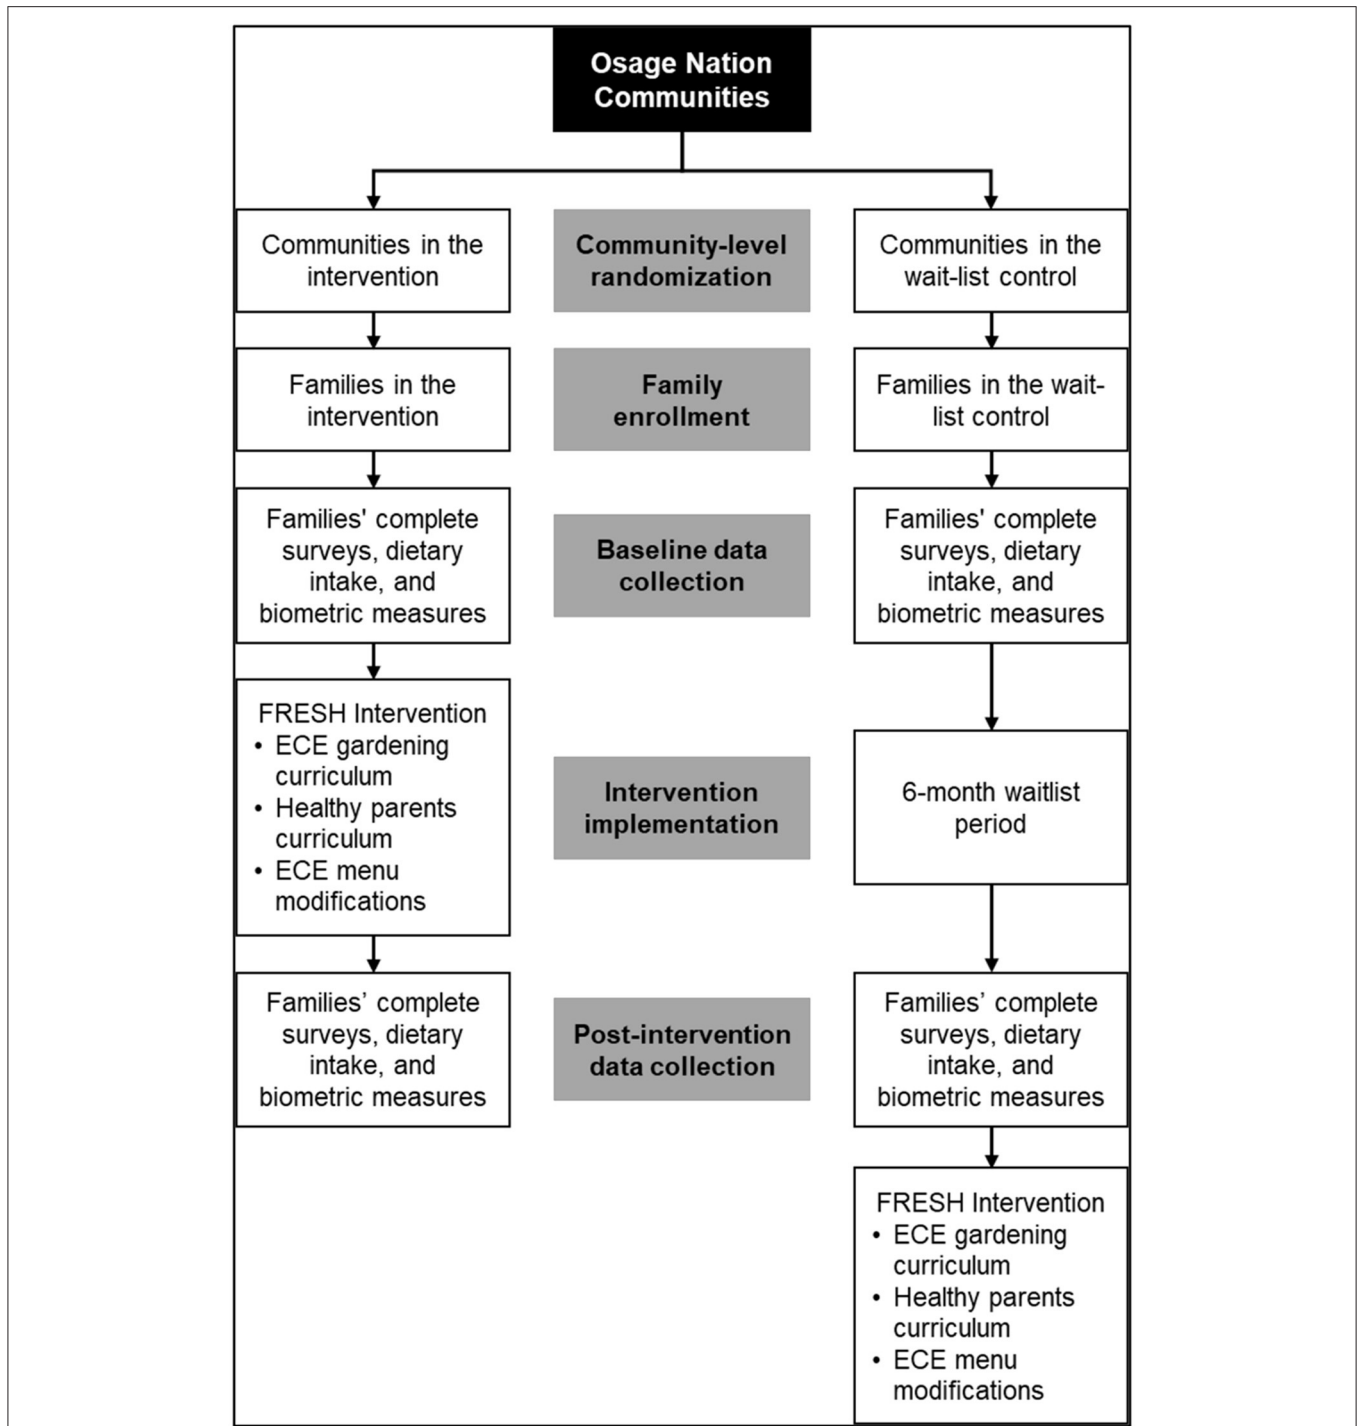 Osage Nation
Communities
Communities in the
intervention
Community-level
randomization
Communities in the
wait-list control
Families in the
intervention
Family
enrollment
Families in the wait-
list control
Families' complete
surveys, dietary
intake, and
biometric measures
Baseline data
collection
Families' complete
surveys, dietary
intake, and
biometric measures
FRESH Intervention
• ECE gardening
curriculum
• Healthy parents
curriculum
• ECE menu
modifications
Intervention
implementation
6-month waitlist
period
Families’ complete
surveys, dietary
intake, and
biometric measures
Post-intervention
data collection
Families’ complete
surveys, dietary
intake, and
biometric measures
FRESH Intervention
• ECE gardening
curriculum
• Healthy parents
curriculum
• ECE menu
modifications